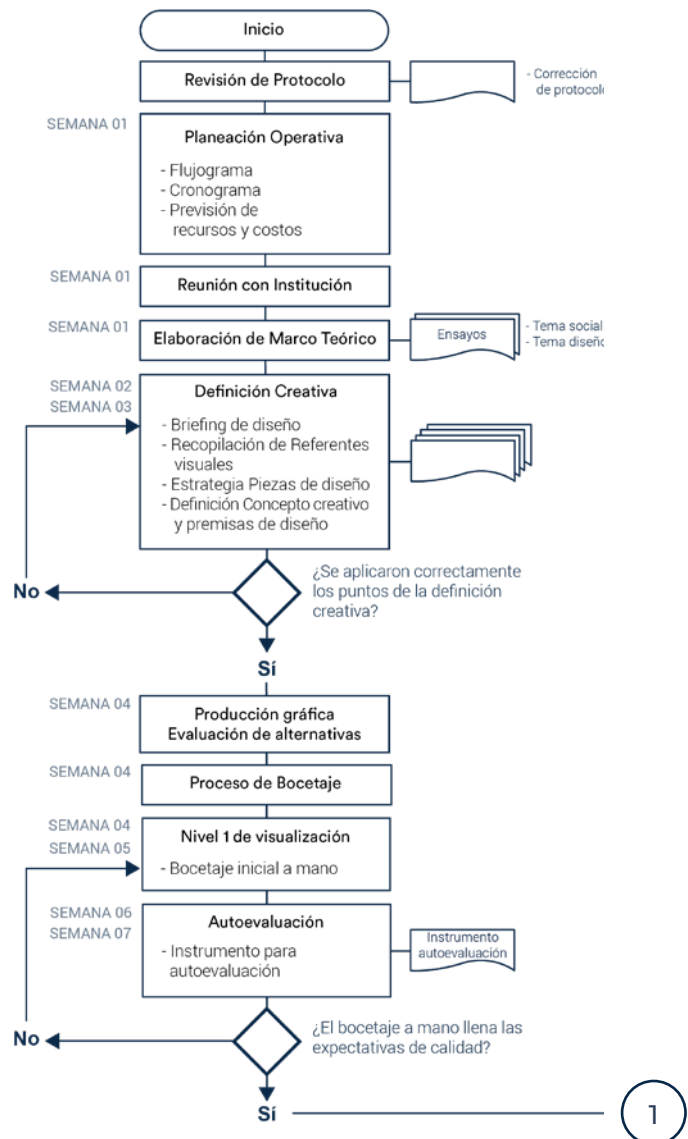 Inicio
Revisión de Protocolo
- Corrección
de protocolo
SEMANA 01
Planeación Operativa
- Flujograma
- Cronograma
- Previsión de
recursos y costos
SEMANA 01
Reunión con Institución
SEMANA 01
Elaboración de Marco Teórico
Ensayos
- Tema social
- Tema diseño
SEMANA 02
SEMANA 03
Definición Creativa
- Briefing de diseño
- Recopilación de Referentes
visuales
- Estrategia Piezas de diseño
- Definición Concepto creativo
y premisas de diseño
No
¿Se aplicaron correctamente
los puntos de la definición
creativa?
Sí
SEMANA 04
Producción gráfica
Evaluación de alternativas
SEMANA 04
Proceso de Bocetaje
SEMANA 04
SEMANA 05
Nivel 1 de visualización
- Bocetaje inicial a mano
SEMANA 06
SEMANA 07
Autoevaluación
- Instrumento para
autoevaluación
Instrumento
autoevaluación
No
¿El bocetaje a mano llena las
expectativas de calidad?
Sí
1